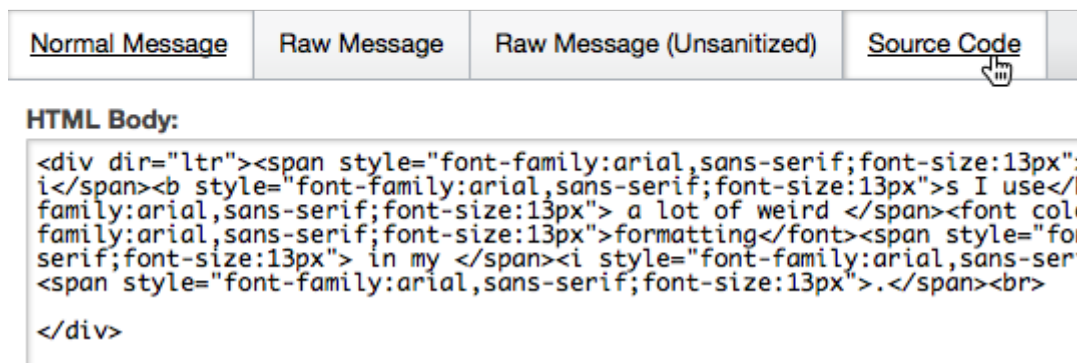 Normal Message Raw Message Raw Message (Unsanitized) Source Code
HTML Body:
<div dir="ltr"><span style="font-family:arial,sans-serif;font-size:13px">
i</span><b style="font-family:arial,sans-serif;font-size:13px">s I use</
family:arial,sans-serif;font-size:13px"> a lot of weird </span><font col
family:arial,sans-serif;font-size:13px">formatting</font><span style="fo
serif;font-size:13px"> in my </span><i style="font-family:arial,sans-ser
<span style="font-family:arial,sans-serif;font-size:13px">.</span><br>
</div>